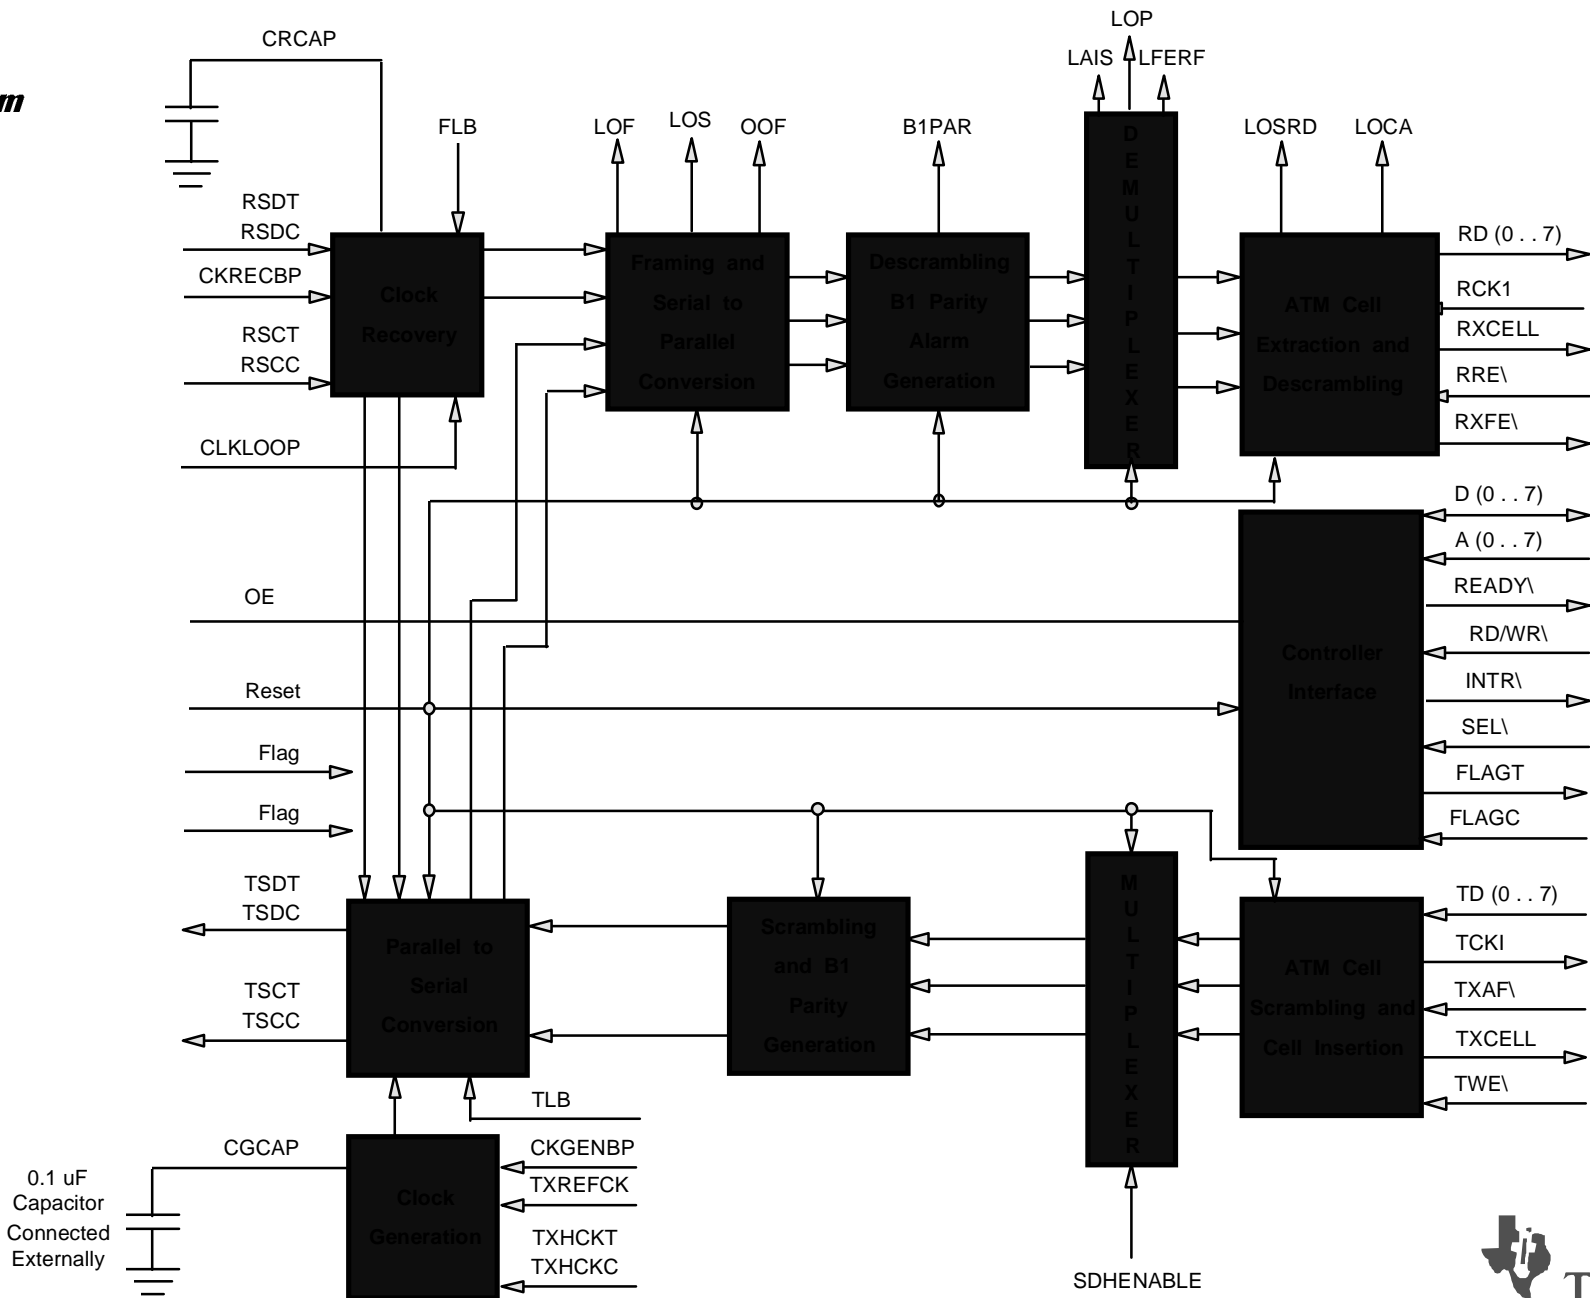 m
CRCAP
LOP
LAIS
LFERF
FLB
LOF
LOS
OOF
B1PAR
LOSRD
LOCA
RSDT
RSDC
CKRECBP
RSCT
RSCC
CLKLOOP
Clock
Recovery
Framing and
Serial to
Parallel
Conversion
Descrambling
B1 Parity
Alarm
Generation
DEMULTIPLEXER
ATM Cell
Extraction and
Descrambling
RD (0 . . 7)
RCK1
RXCELL
RRE\
RXFE\
D (0 . . 7)
A (0 . . 7)
READY\
RD/WR\
INTR\
SEL\
FLAGT
FLAGC
Controller
Interface
OE
Reset
Flag
Flag
TSDT
TSDC
TSCT
TSCC
Parallel to
Serial
Conversion
Scrambling
and B1
Parity
Generation
MULTIPLEXER
ATM Cell
Scrambling and
Cell Insertion
TD (0 . . 7)
TCKI
TXAF\
TXCELL
TWE\
TLB
CGCAP
CKGENBP
TXREFCK
TXHCKT
TXHCKC
Clock
Generation
0.1 uF
Capacitor
Connected
Externally
SDHENABLE
T